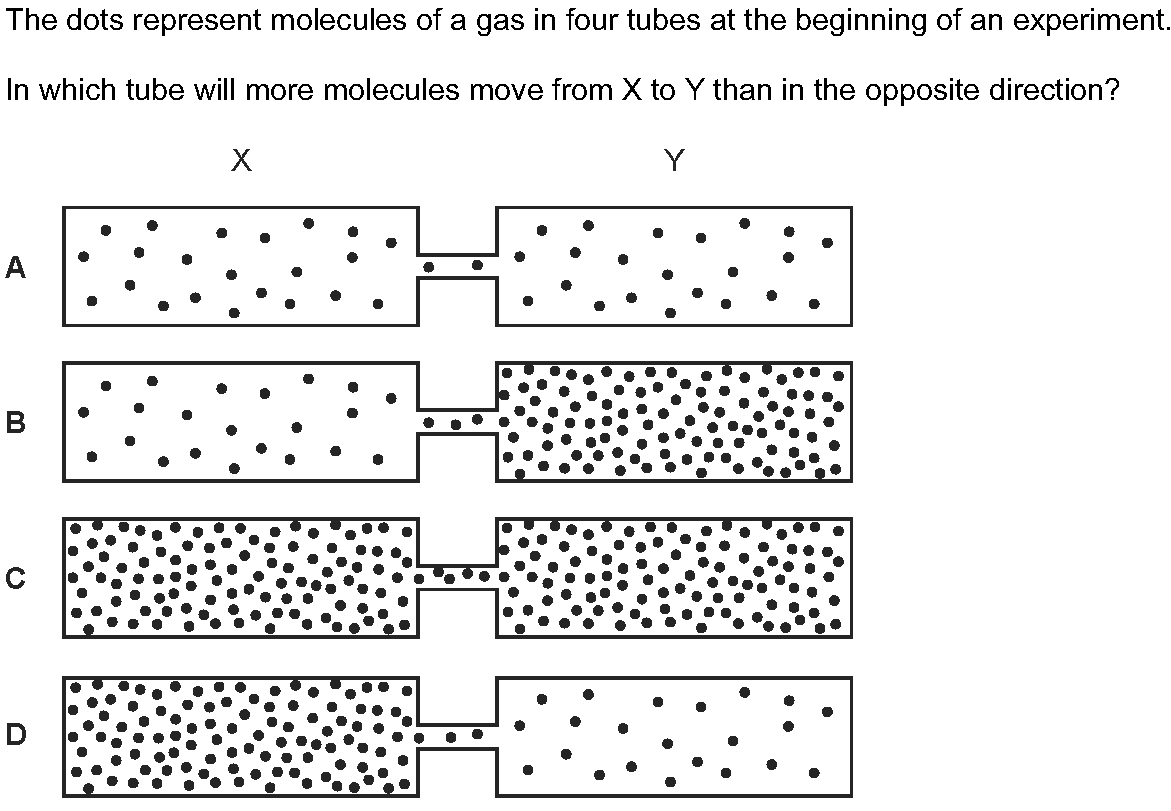 The dots represent molecules of a gas in four tubes at the beginning of an experiment.
In which tube will more molecules move from X to Y than in the opposite direction?
X Y
A
B
C
D